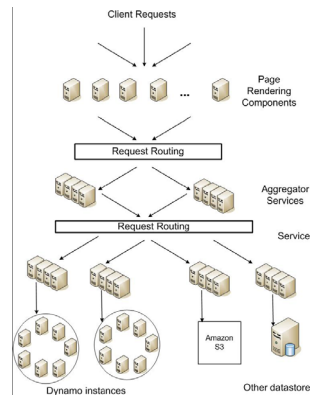 Client Requests
Page
Rendering
Components
...
Request Routing
Aggregator
Services
Request Routing
Service
Amazon
S3
Dynamo instances
Other datastore